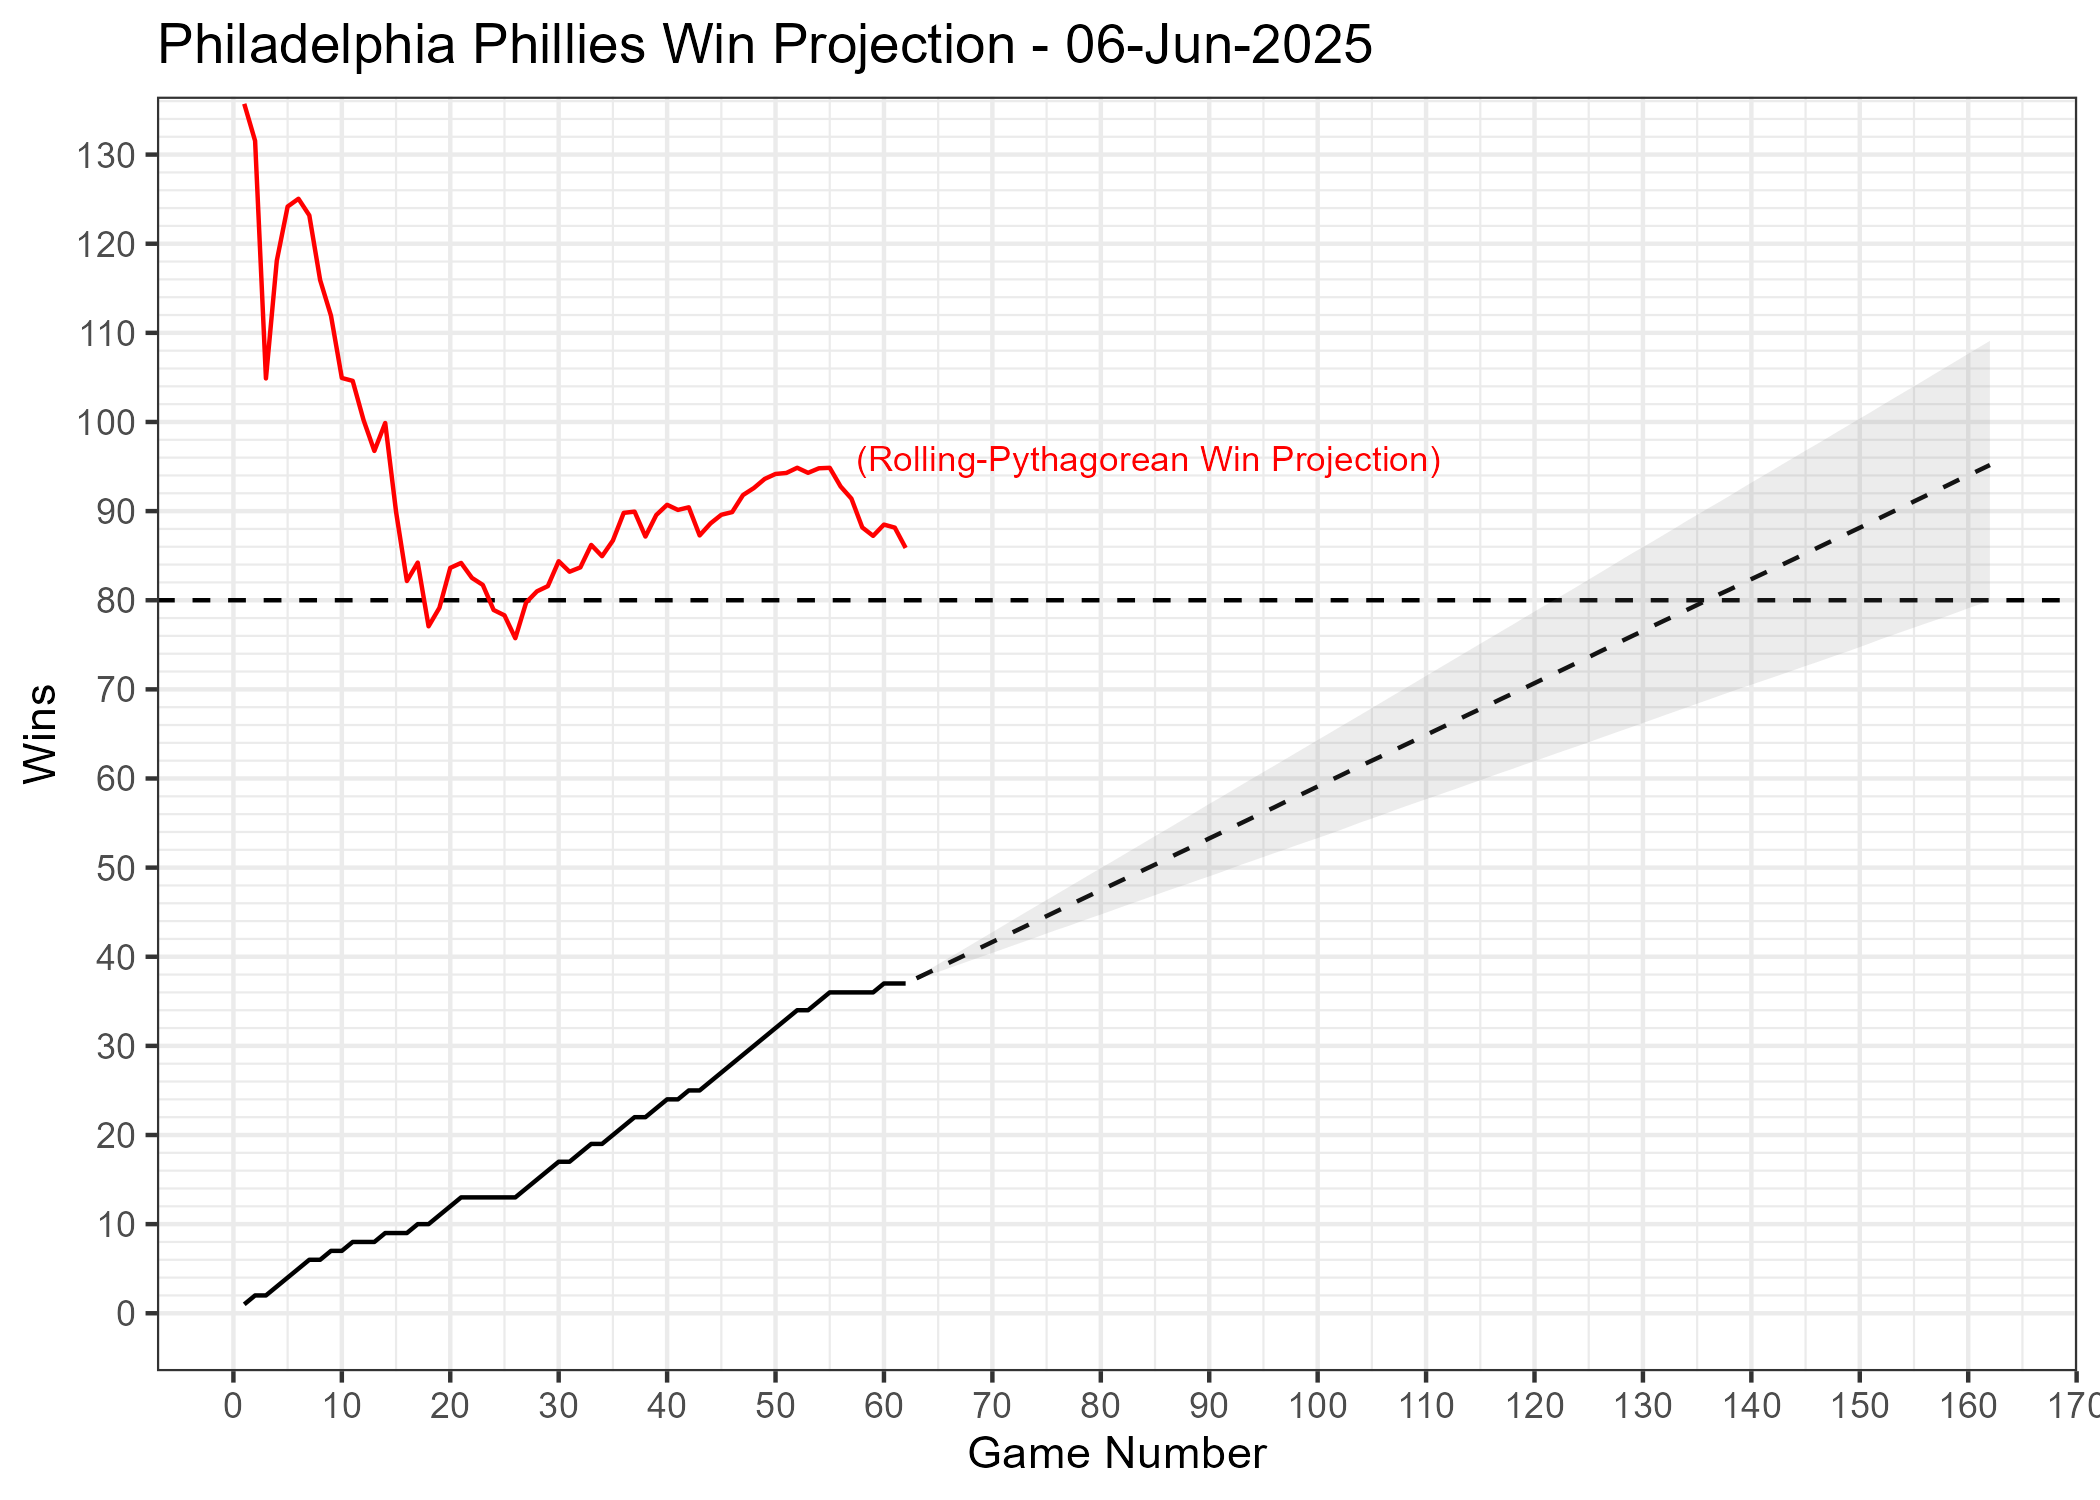 Philadelphia Phillies Win Projection - 06-Jun-2025
130
120
110
100
90
80
70
60
50
40
30
20
10
0
Wins
(Rolling-Pythagorean Win Projection)
0 10 20 30 40 50 60 70 80 90 100 110 120 130 140 150 160 170
Game Number